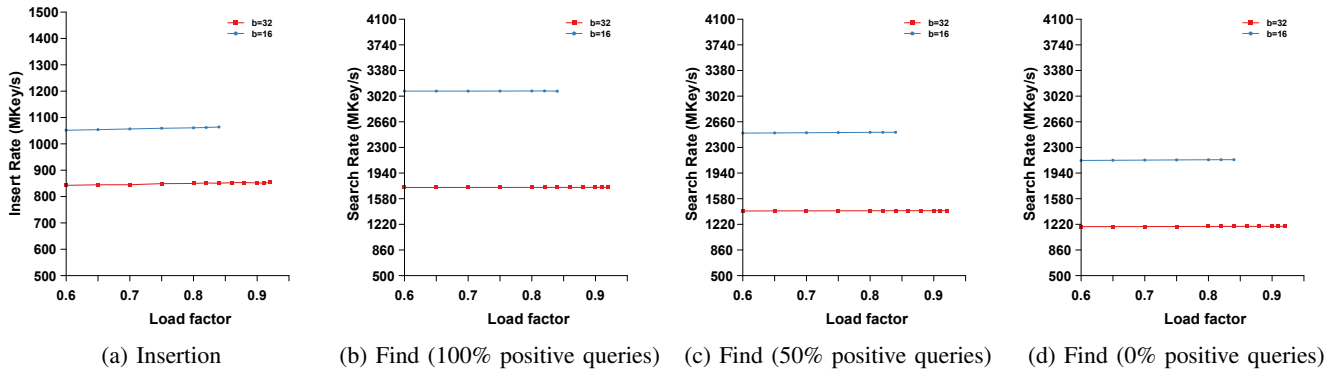 1500
1400
1300
1200
1100
1000
900
800
700
600
500
Insert Rate (MKey/s)
b=32
b=16
0.6 0.7 0.8 0.9
Load factor
(a) Insertion
4100
3740
3380
3020
2660
2300
1940
1580
1220
860
500
Search Rate (MKey/s)
b=32
b=16
0.6 0.7 0.8 0.9
Load factor
(b) Find (100% positive queries)
4100
3740
3380
3020
2660
2300
1940
1580
1220
860
500
Search Rate (MKey/s)
b=32
b=16
0.6 0.7 0.8 0.9
Load factor
(c) Find (50% positive queries)
4100
3740
3380
3020
2660
2300
1940
1580
1220
860
500
Search Rate (MKey/s)
b=32
b=16
0.6 0.7 0.8 0.9
Load factor
(d) Find (0% positive queries)